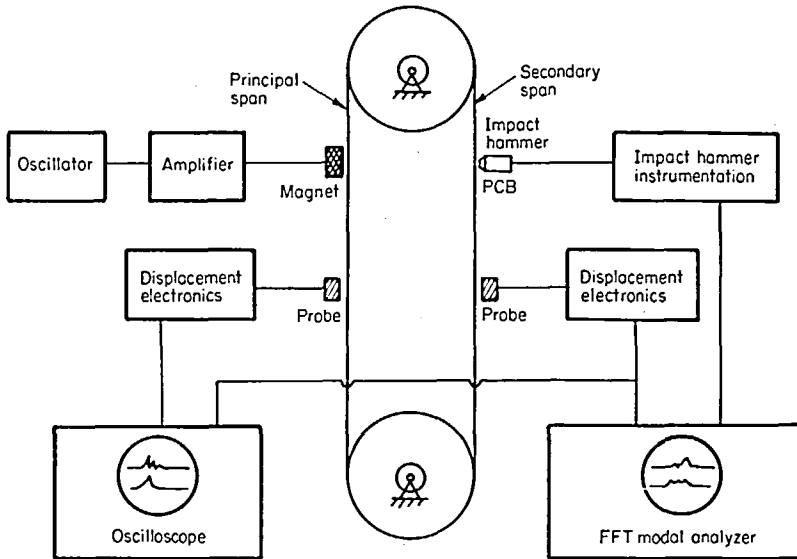 Principal
span
Secondary
span
Oscillator
Amplifier
Magnet
Impact
hammer
PCB
Impact hammer
instrumentation
Displacement
electronics
Probe
Probe
Displacement
electronics
Oscilloscope
FFT modal analyzer